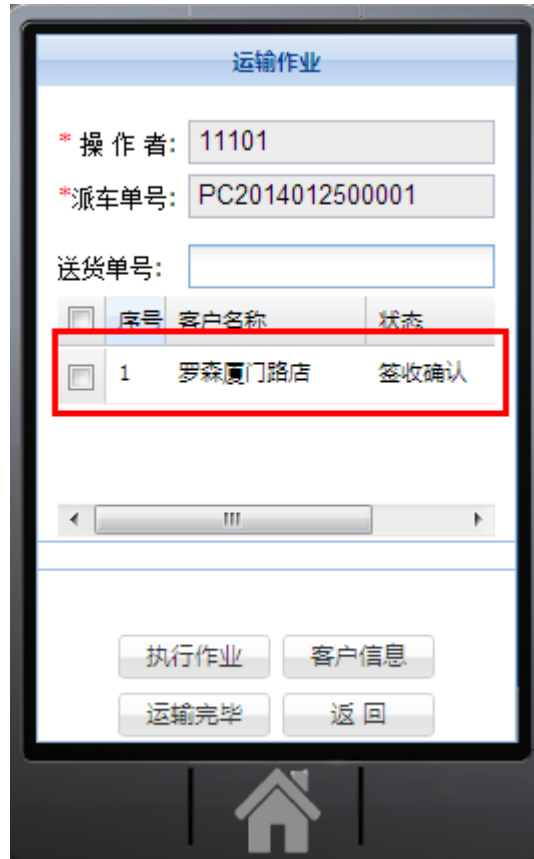 运输作业
* 操 作 者: 11101
*派车单号: PC2014012500001
送货单号:
序号 客户名称 状态
1 罗森厦门路店 签收确认
执行作业 客户信息
运输完毕 返 回